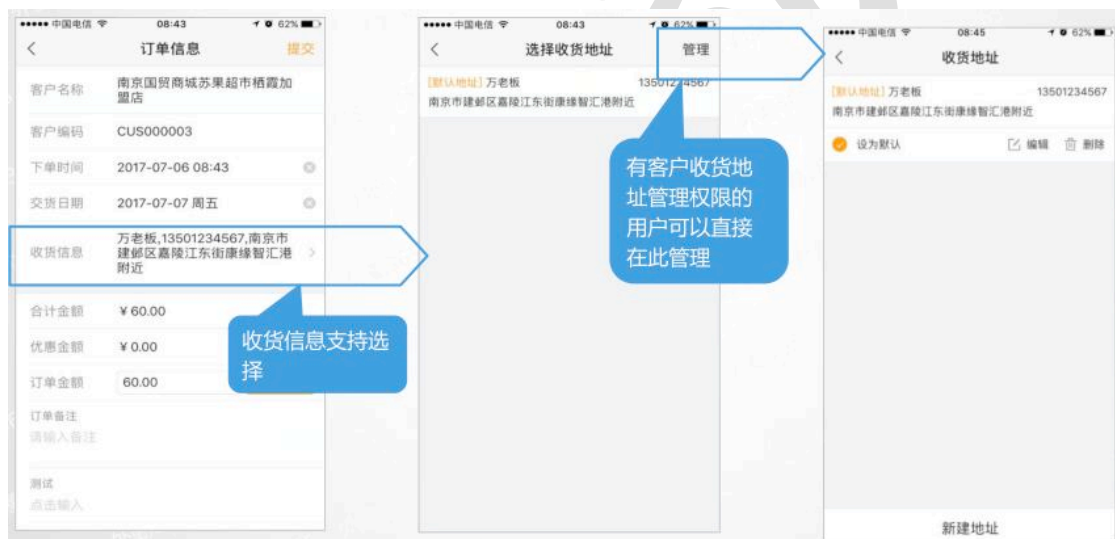 中国电信 08:43 62%
订单信息 提交
客户名称 南京国贸商城苏果超市栖霞加
盟店
客户编码 CUS000003
下单时间 2017-07-06 08:43
交货日期 2017-07-07 周五
收货信息 万老板,13501234567,南京市
建邺区嘉陵江东街康缘智汇港
附近
合计金额 ¥ 60.00
优惠金额 ¥ 0.00
订单金额 60.00
订单备注
请输入备注
测试
点击输入
收货信息支持选
择
中国电信 08:43 62%
选择收货地址 管理
[默认地址] 万老板 13501234567
南京市建邺区嘉陵江东街康缘智汇港附近
有客户收货地
址管理权限的
用户可以直接
在此管理
中国电信 08:45 62%
收货地址
[默认地址] 万老板 13501234567
南京市建邺区嘉陵江东街康缘智汇港附近
设为默认 编辑 删除
新建地址